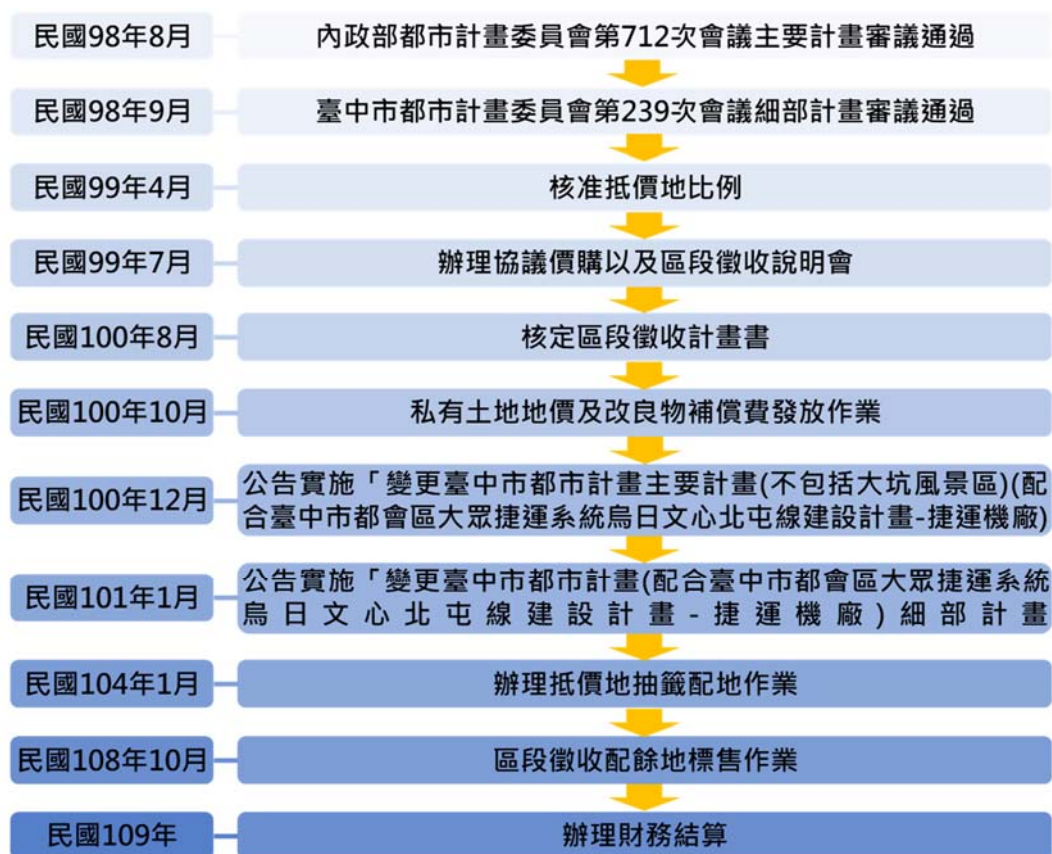 民國98年8月
內政部都市計畫委員會第712次會議主要計畫審議通過
民國98年9月
臺中市都市計畫委員會第239次會議細部計畫審議通過
民國99年4月
核准抵價地比例
民國99年7月
辦理協議價購以及區段徵收說明會
民國100年8月
核定區段徵收計畫書
民國100年10月
私有土地地價及改良物補償費發放作業
民國100年12月
公告實施「變更臺中市都市計畫主要計畫(不包括大坑風景區)(配
合臺中市都會區大眾捷運系統烏日文心北屯線建設計畫-捷運機廠)
民國101年1月
公告實施「變更臺中市都市計畫(配合臺中市都會區大眾捷運系統
烏日文心北屯線建設計畫-捷運機廠)細部計畫
民國104年1月
辦理抵價地抽籤配地作業
民國108年10月
區段徵收配餘地標售作業
民國109年
辦理財務結算